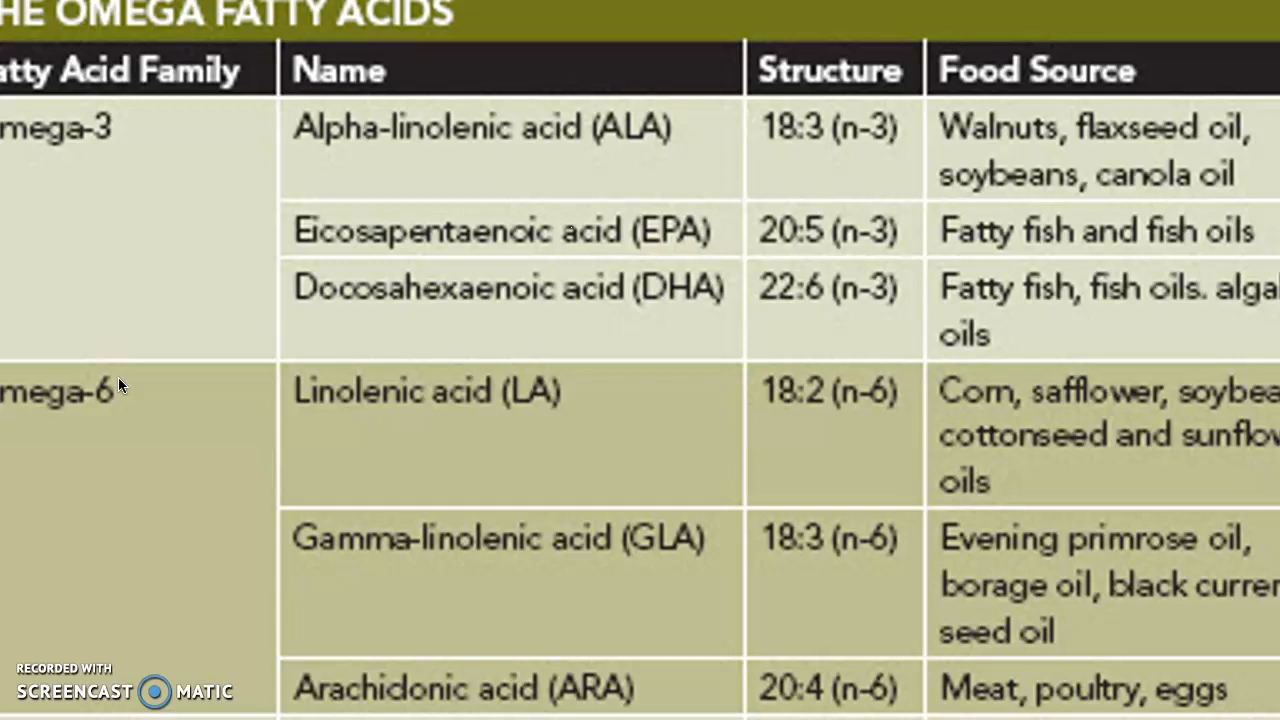 HE OMEGA FATTY ACIDS
atty Acid Family Name Structure Food Source
mega-3 Alpha-linolenic acid (ALA) 18:3 (n-3) Walnuts, flaxseed oil,
soybeans, canola oil
Eicosapentaenoic acid (EPA) 20:5 (n-3) Fatty fish and fish oils
Docosahexaenoic acid (DHA) 22:6 (n-3) Fatty fish, fish oils. algal
oils
mega-6 Linolenic acid (LA) 18:2 (n-6) Corn, safflower, soybea
cottonseed and sunflow
oils
Gamma-linolenic acid (GLA) 18:3 (n-6) Evening primrose oil,
borage oil, black curren
seed oil
Arachidonic acid (ARA) 20:4 (n-6) Meat, poultry, eggs
RECORDED WITH
SCREENCAST MATIC